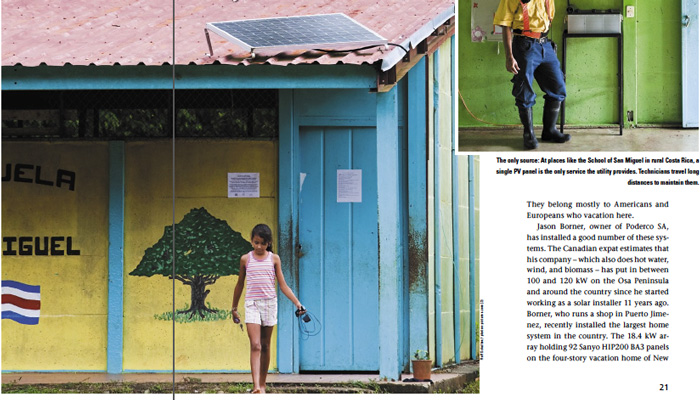 UELA
IGUEL
The only source: At places like the School of San Miguel in rural Costa Rica, a
single PV panel is the only service the utility provides. Technicians travel long
distances to maintain them.
They belong mostly to Americans and
Europeans who vacation here.
Jason Borner, owner of Poderco SA,
has installed a good number of these sys-
tems. The Canadian expat estimates that
his company – which also does hot water,
wind, and biomass – has put in between
100 and 120 kW on the Osa Peninsula
and around the country since he started
working as a solar installer 11 years ago.
Borner, who runs a shop in Puerto Jime-
nez, recently installed the largest home
system in the country. The 18.4 kW ar-
ray holding 92 Sanyo HIP200 BA3 panels
on the four-story vacation home of New
21